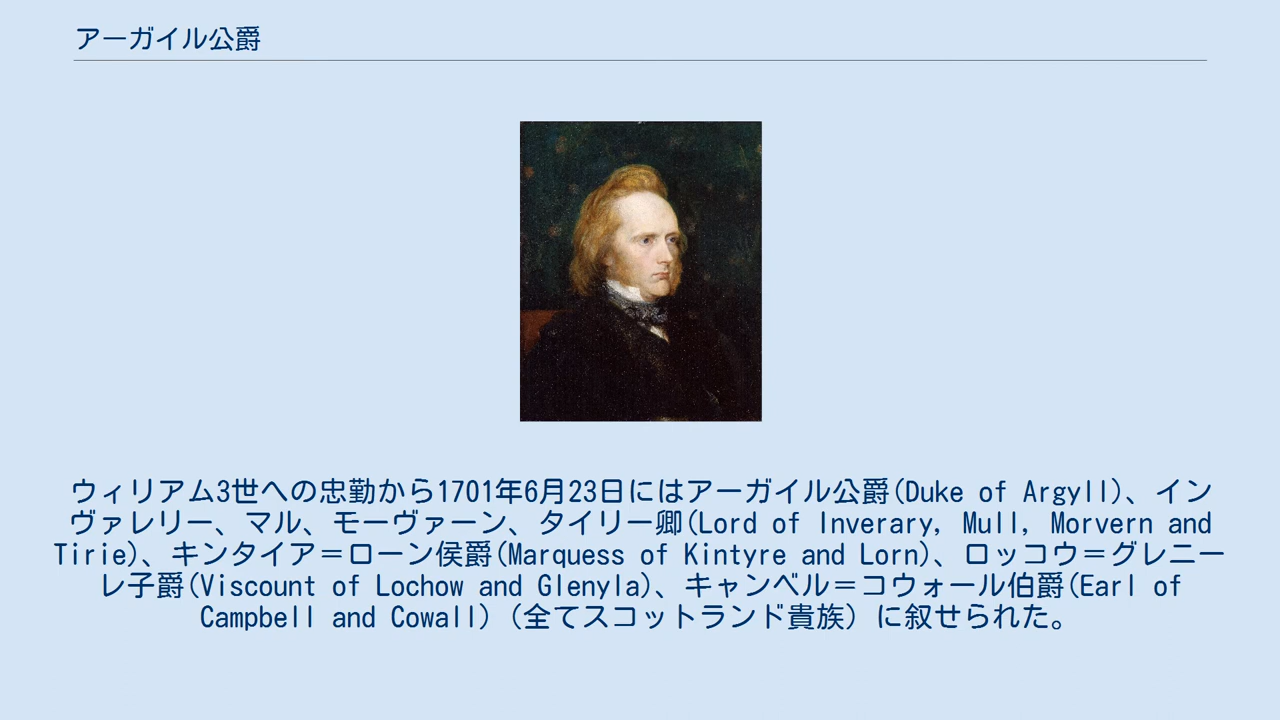 アーガイル公爵
ウィリアム3世への忠勤から1701年6月23日にはアーガイル公爵(Duke of Argyll)、イン
ヴァレリー、マル、モーヴァーン、タイリー卿(Lord of Inverary, Mull, Morvern and
Tirie)、キンタイア＝ローン侯爵(Marquess of Kintyre and Lorn)、ロッコウ＝グレニー
レ子爵(Viscount of Lochow and Glenyla)、キャンベル＝コウォール伯爵(Earl of
Campbell and Cowall)（全てスコットランド貴族）に叙せられた。